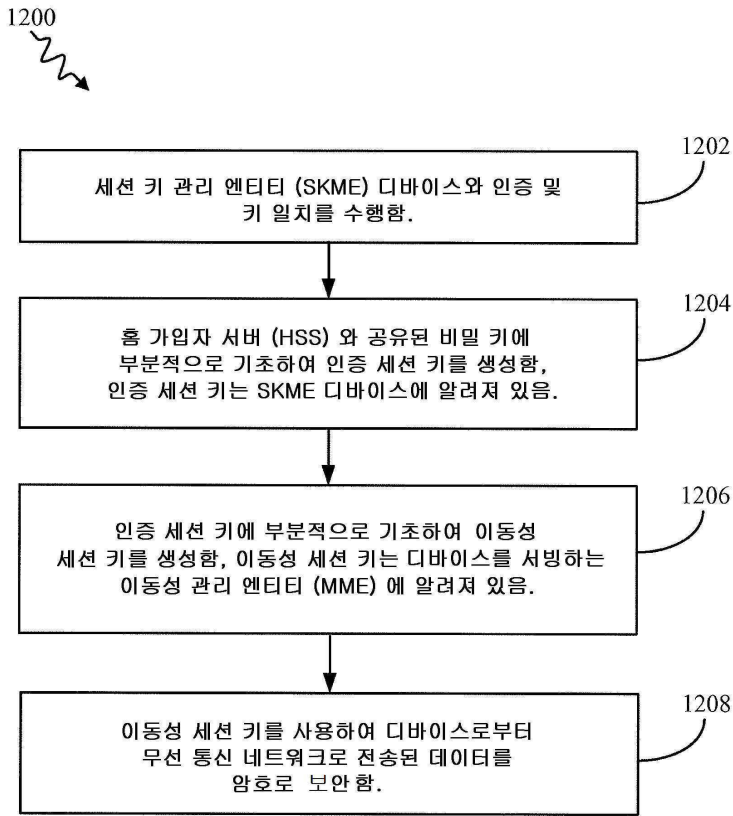 1200
1202
세션 키 관리 엔티티 (SKME) 디바이스와 인증 및
키 일치를 수행함.
1204
홈 가입자 서버 (HSS) 와 공유된 비밀 키에
부분적으로 기초하여 인증 세션 키를 생성함,
인증 세션 키는 SKME 디바이스에 알려져 있음.
1206
인증 세션 키에 부분적으로 기초하여 이동성
세션 키를 생성함, 이동성 세션 키는 디바이스를 서빙하는
이동성 관리 엔티티 (MME) 에 알려져 있음.
1208
이동성 세션 키를 사용하여 디바이스로부터
무선 통신 네트워크로 전송된 데이터를
암호로 보안함.